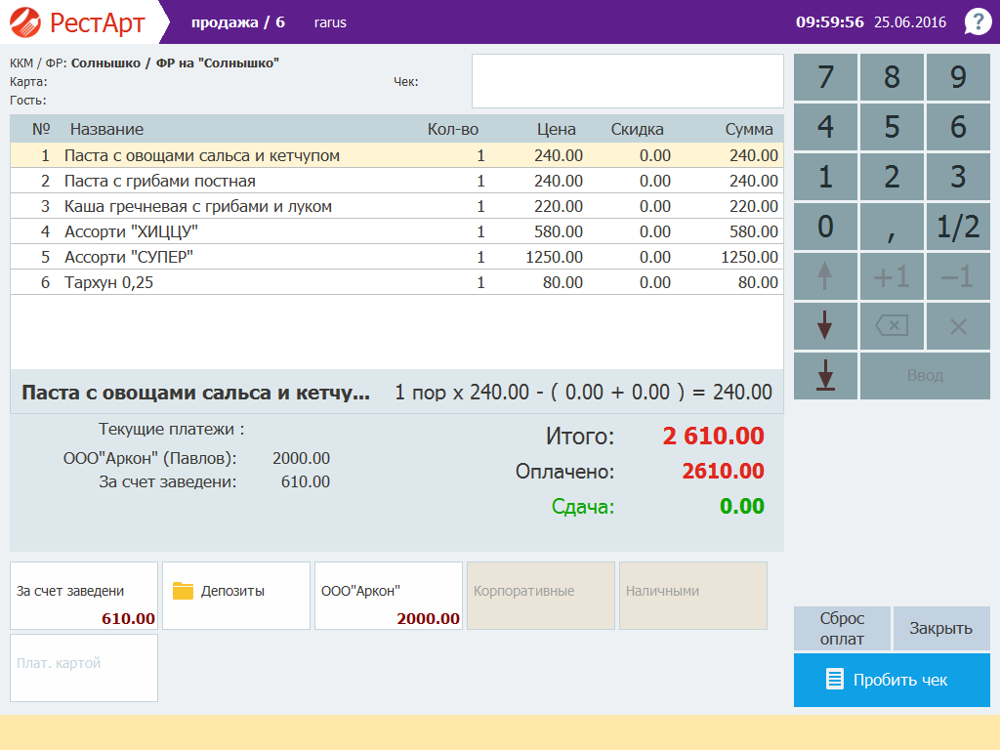 РестАрт продажа / 6 rarus 09:59:56 25.06.2016 ?
ККМ / ФР: Солнышко / ФР на "Солнышко"
Карта: Чек:
Гость:
№ Название Кол-во Цена Скидка Сумма
1 Паста с овощами сальса и кетчупом 1 240.00 0.00 240.00
2 Паста с грибами постная 1 240.00 0.00 240.00
3 Каша гречневая с грибами и луком 1 220.00 0.00 220.00
4 Ассорти "ХИЦЦУ" 1 580.00 0.00 580.00
5 Ассорти "СУПЕР" 1 1250.00 0.00 1250.00
6 Тархун 0,25 1 80.00 0.00 80.00
Паста с овощами сальса и кетчу... 1 пор x 240.00 - ( 0.00 + 0.00 ) = 240.00
Текущие платежи :
ООО"Аркон" (Павлов): 2000.00
За счет заведени: 610.00
Итого: 2 610.00
Оплачено: 2610.00
Сдача: 0.00
За счет заведени
610.00
Депозиты
ООО"Аркон"
2000.00
Корпоративные
Наличными
Плат. картой
7 8 9
4 5 6
1 2 3
0 , 1/2
+1 −1
Ввод
Сброс
оплат
Закрыть
Пробить чек